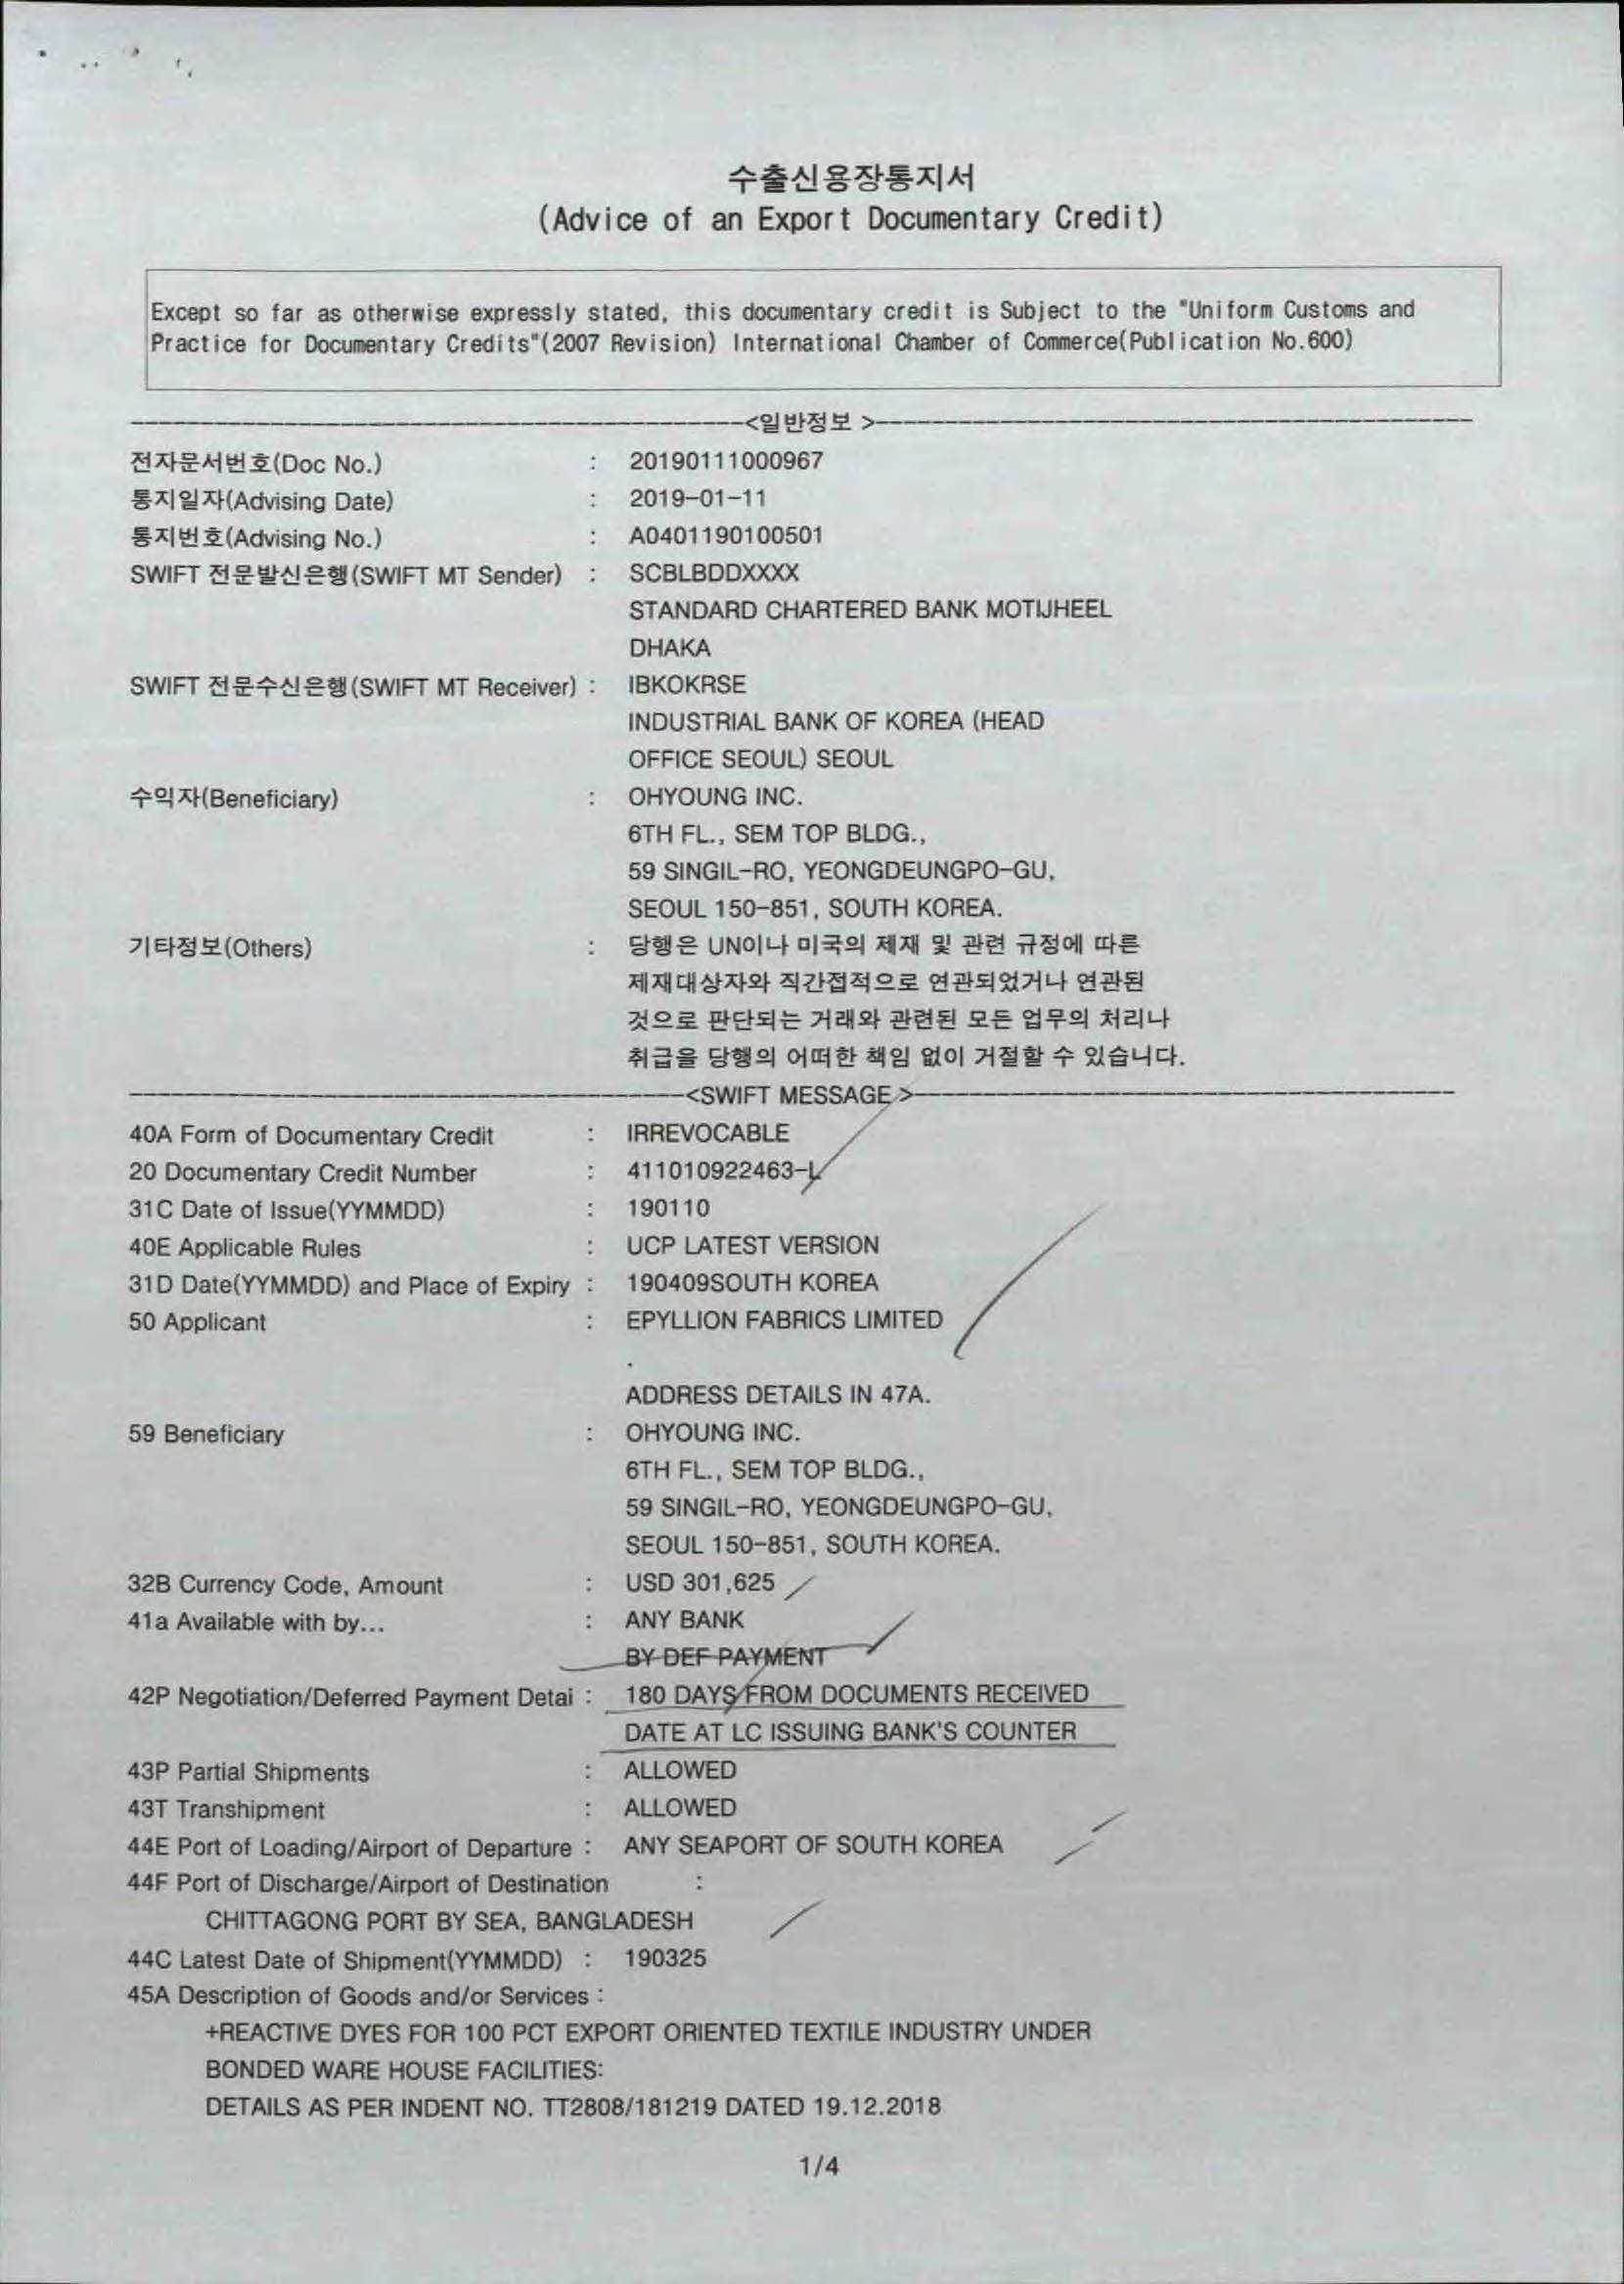 수출신용장통지서
(Advice of an Export Documentary Credit)
Except so far as otherwise expressly stated, this documentary credit is Subject to the "Uniform Customs and
Practice for Documentary Credits"(2007 Revision) International Chamber of Commerce(Publication No.600)
<일반정보 >
전자문서번호(Doc No.) : 20190111000967
통지일자(Advising Date) : 2019-01-11
통지번호(Advising No.) : A0401190100501
SWIFT 전문발신은행(SWIFT MT Sender) : SCBLBDDXXXX
STANDARD CHARTERED BANK MOTIJHEEL
DHAKA
SWIFT 전문수신은행(SWIFT MT Receiver) : IBKOKRSE
INDUSTRIAL BANK OF KOREA (HEAD
OFFICE SEOUL) SEOUL
수익자(Beneficiary) : OHYOUNG INC.
6TH FL., SEM TOP BLDG.,
59 SINGIL-RO, YEONGDEUNGPO-GU,
SEOUL 150-851, SOUTH KOREA.
기타정보(Others) : 당행은 UN이나 미국의 제재 및 관련 규정에 따른
제재대상자와 직간접적으로 연관되었거나 연관된
것으로 판단되는 거래와 관련된 모든 업무의 처리나
취급을 당행의 어떠한 책임 없이 거절할 수 있습니다.
<SWIFT MESSAGE >
40A Form of Documentary Credit : IRREVOCABLE
20 Documentary Credit Number : 411010922463-L
31C Date of Issue(YYMMDD) : 190110
40E Applicable Rules : UCP LATEST VERSION
31D Date(YYMMDD) and Place of Expiry : 190409SOUTH KOREA
50 Applicant : EPYLLION FABRICS LIMITED
.
ADDRESS DETAILS IN 47A.
59 Beneficiary : OHYOUNG INC.
6TH FL., SEM TOP BLDG.,
59 SINGIL-RO, YEONGDEUNGPO-GU,
SEOUL 150-851, SOUTH KOREA.
32B Currency Code, Amount : USD 301,625
41a Available with by... : ANY BANK
BY DEF PAYMENT
42P Negotiation/Deferred Payment Detai : 180 DAYS FROM DOCUMENTS RECEIVED
DATE AT LC ISSUING BANK'S COUNTER
43P Partial Shipments : ALLOWED
43T Transhipment : ALLOWED
44E Port of Loading/Airport of Departure : ANY SEAPORT OF SOUTH KOREA
44F Port of Discharge/Airport of Destination :
CHITTAGONG PORT BY SEA, BANGLADESH
44C Latest Date of Shipment(YYMMDD) : 190325
45A Description of Goods and/or Services :
+REACTIVE DYES FOR 100 PCT EXPORT ORIENTED TEXTILE INDUSTRY UNDER
BONDED WARE HOUSE FACILITIES:
DETAILS AS PER INDENT NO. TT2808/181219 DATED 19.12.2018
1/4